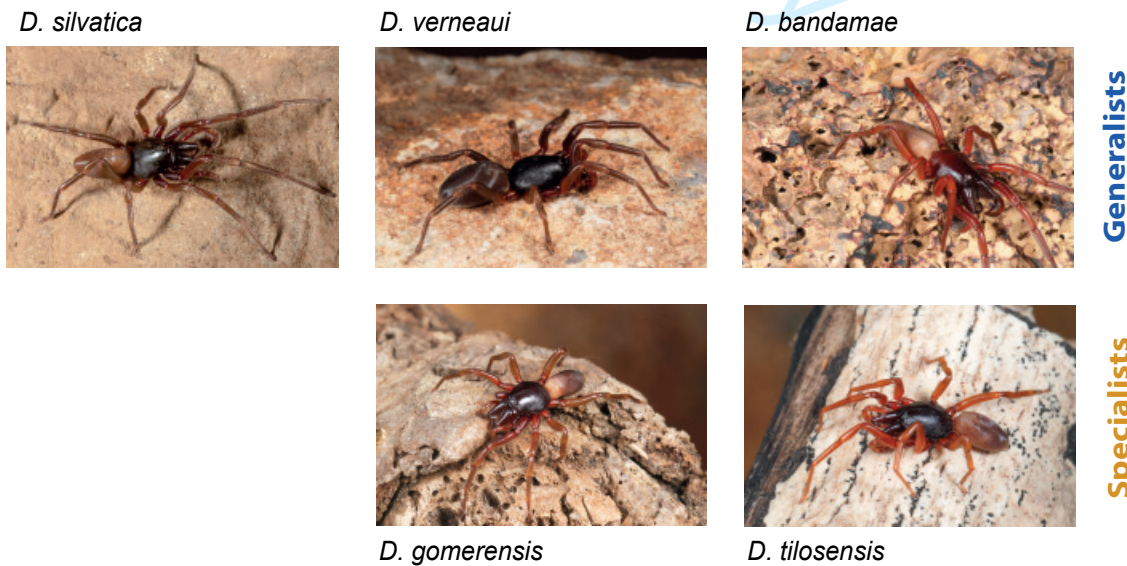 D. silvatica
D. verneaui
D. bandamae
Generalists
Specialists
D. gomerensis
D. tilosensis